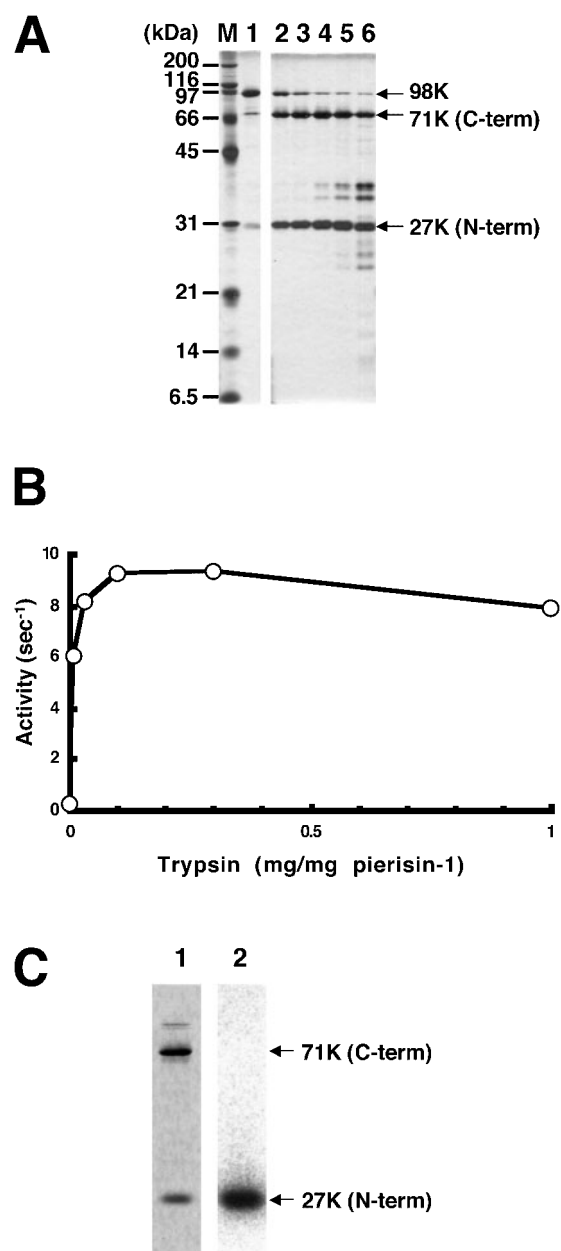 A
(kDa) M 1 2 3 4 5 6
200
116
97
66
45
31
21
14
6.5
98K
71K (C-term)
27K (N-term)
B
Activity (sec-1)
10
8
6
4
2
0
0 0.5 1
Trypsin (mg/mg pierisin-1)
C
1 2
71K (C-term)
27K (N-term)